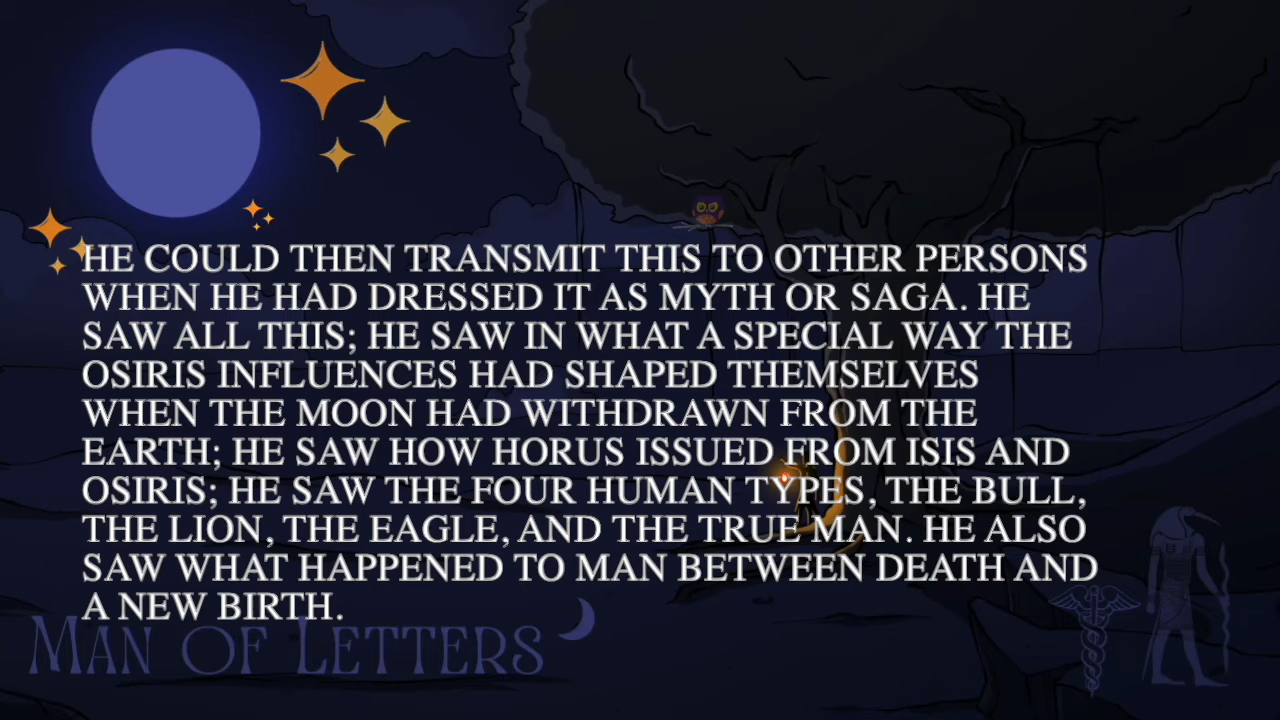 HE COULD THEN TRANSMIT THIS TO OTHER PERSONS
WHEN HE HAD DRESSED IT AS MYTH OR SAGA. HE
SAW ALL THIS; HE SAW IN WHAT A SPECIAL WAY THE
OSIRIS INFLUENCES HAD SHAPED THEMSELVES
WHEN THE MOON HAD WITHDRAWN FROM THE
EARTH; HE SAW HOW HORUS ISSUED FROM ISIS AND
OSIRIS; HE SAW THE FOUR HUMAN TYPES, THE BULL,
THE LION, THE EAGLE, AND THE TRUE MAN. HE ALSO
SAW WHAT HAPPENED TO MAN BETWEEN DEATH AND
A NEW BIRTH.
MAN OF LETTERS